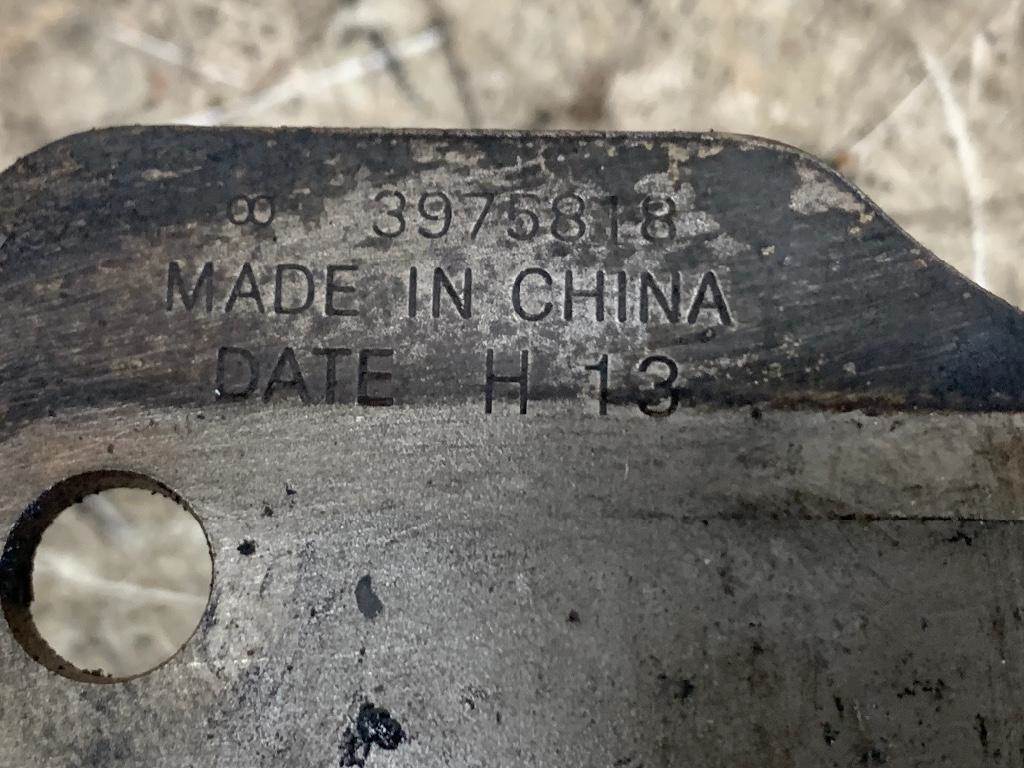 ∞ 3975818
MADE IN CHINA
DATE H 13